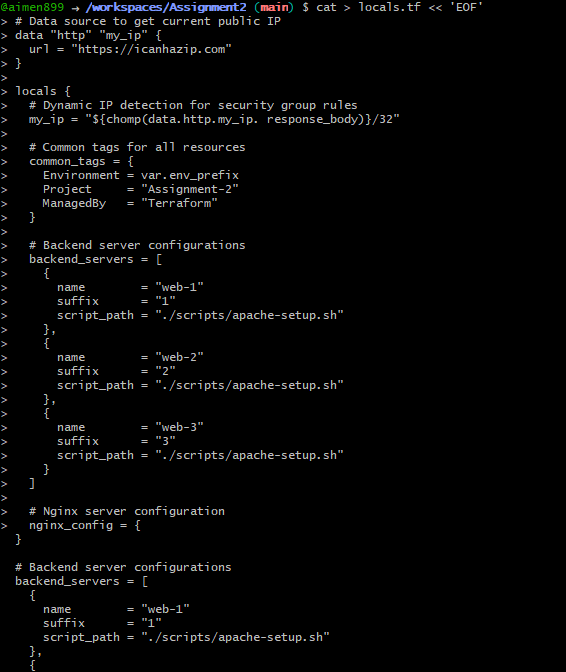 @aimen899 → /workspaces/Assignment2 (main) $ cat > locals.tf << 'EOF'
> # Data source to get current public IP
> data "http" "my_ip" {
>   url = "https://icanhazip.com"
> }
>
> locals {
>   # Dynamic IP detection for security group rules
>   my_ip = "${chomp(data.http.my_ip. response_body)}/32"
>
>   # Common tags for all resources
>   common_tags = {
>     Environment = var.env_prefix
>     Project     = "Assignment-2"
>     ManagedBy   = "Terraform"
>   }
>
>   # Backend server configurations
>   backend_servers = [
>     {
>       name        = "web-1"
>       suffix      = "1"
>       script_path = "./scripts/apache-setup.sh"
>     },
>     {
>       name        = "web-2"
>       suffix      = "2"
>       script_path = "./scripts/apache-setup.sh"
>     },
>     {
>       name        = "web-3"
>       suffix      = "3"
>       script_path = "./scripts/apache-setup.sh"
>     }
>   ]
>
>   # Nginx server configuration
>   nginx_config = {
  }

  # Backend server configurations
  backend_servers = [
    {
      name        = "web-1"
      suffix      = "1"
      script_path = "./scripts/apache-setup.sh"
    },
    {